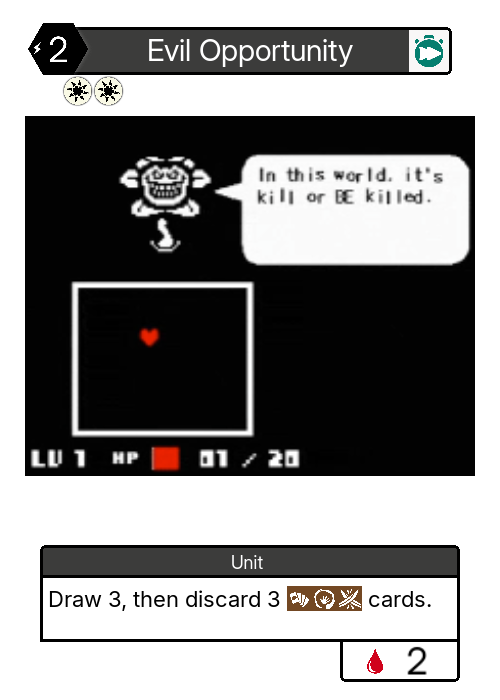 2 Evil Opportunity
In this world, it's
kill or BE killed.
LV 1 HP 01 / 20
Unit
Draw 3, then discard 3 cards.
2